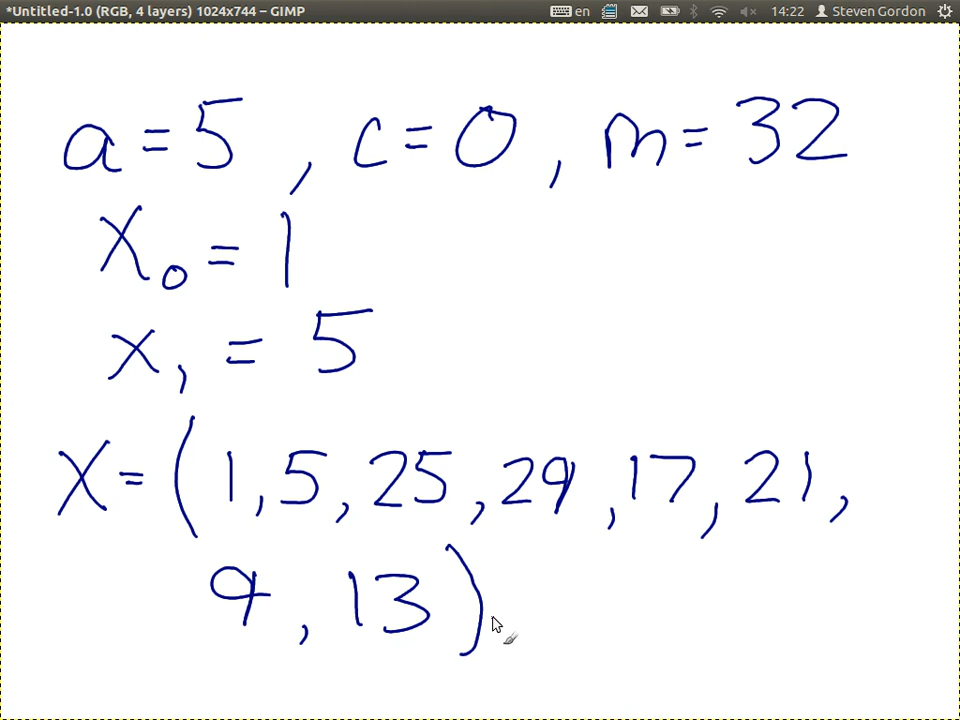 *Untitled-1.0 (RGB, 4 layers) 1024x744 – GIMP en 14:22 Steven Gordon
a = 5 , c = 0 , m = 32
X₀ = 1
x₁ = 5
X = (1, 5, 25, 29, 17, 21,
9, 13)